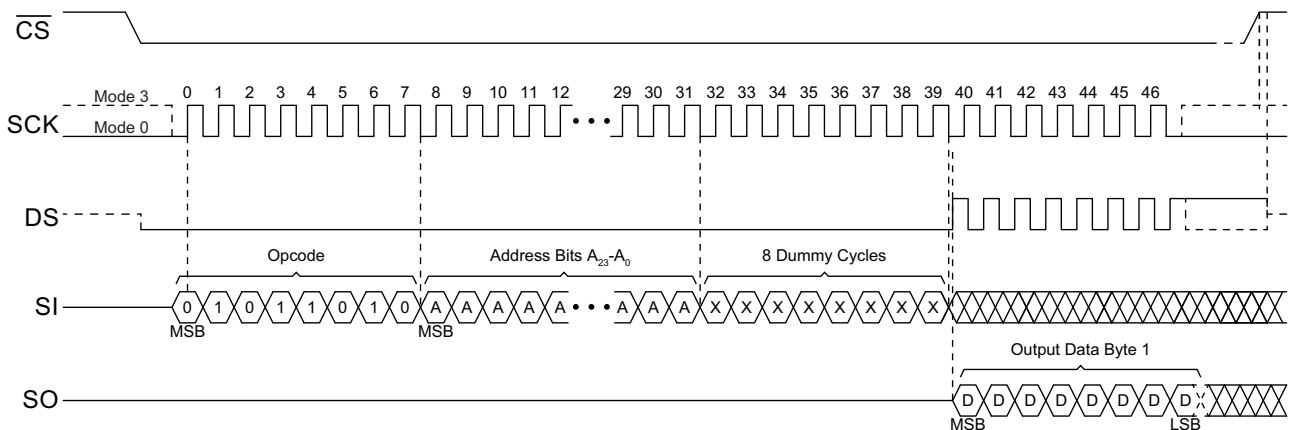 CS
0 1 2 3 4 5 6 7 8 9 10 11 12 29 30 31 32 33 34 35 36 37 38 39 40 41 42 43 44 45 46
Mode 3
SCK
Mode 0
•••
DS
Opcode
Address Bits A23-A0
8 Dummy Cycles
SI
0 1 0 1 1 0 1 0 A A A A A ••• A A A X X X X X X X X
MSB
MSB
Output Data Byte 1
SO
D D D D D D D D
MSB
LSB